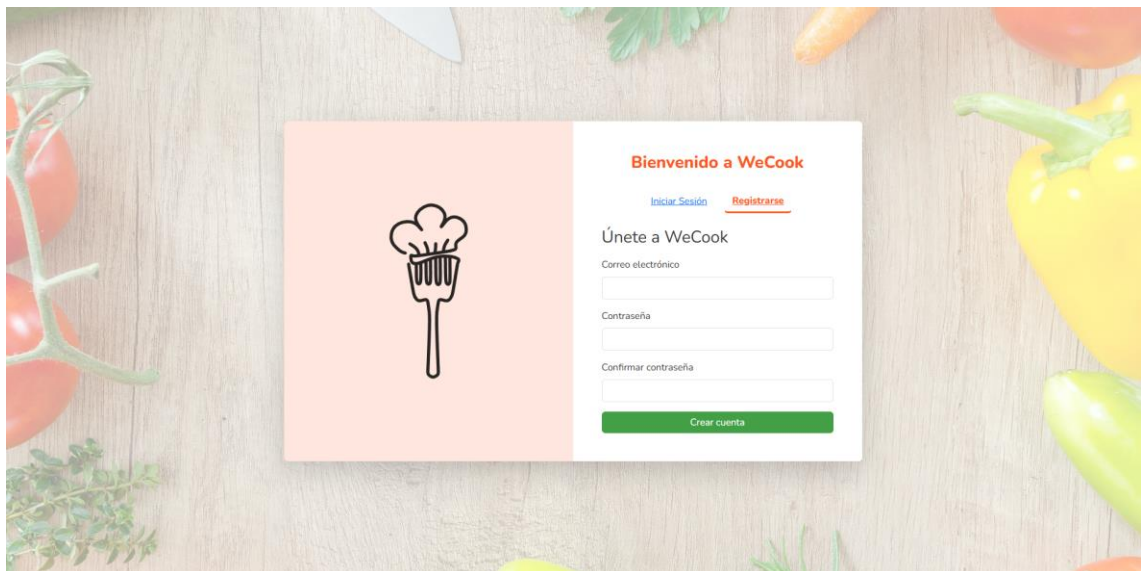 Bienvenido a WeCook
Iniciar Sesión Registrarse
Únete a WeCook
Correo electrónico
Contraseña
Confirmar contraseña
Crear cuenta